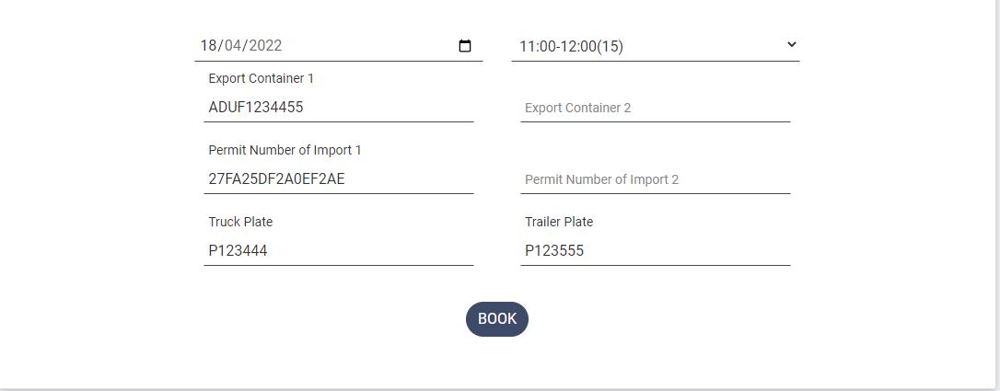 18/04/2022 11:00-12:00(15)
Export Container 1
ADUF1234455 Export Container 2
Permit Number of Import 1
27FA25DF2A0EF2AE Permit Number of Import 2
Truck Plate Trailer Plate
P123444 P123555
BOOK